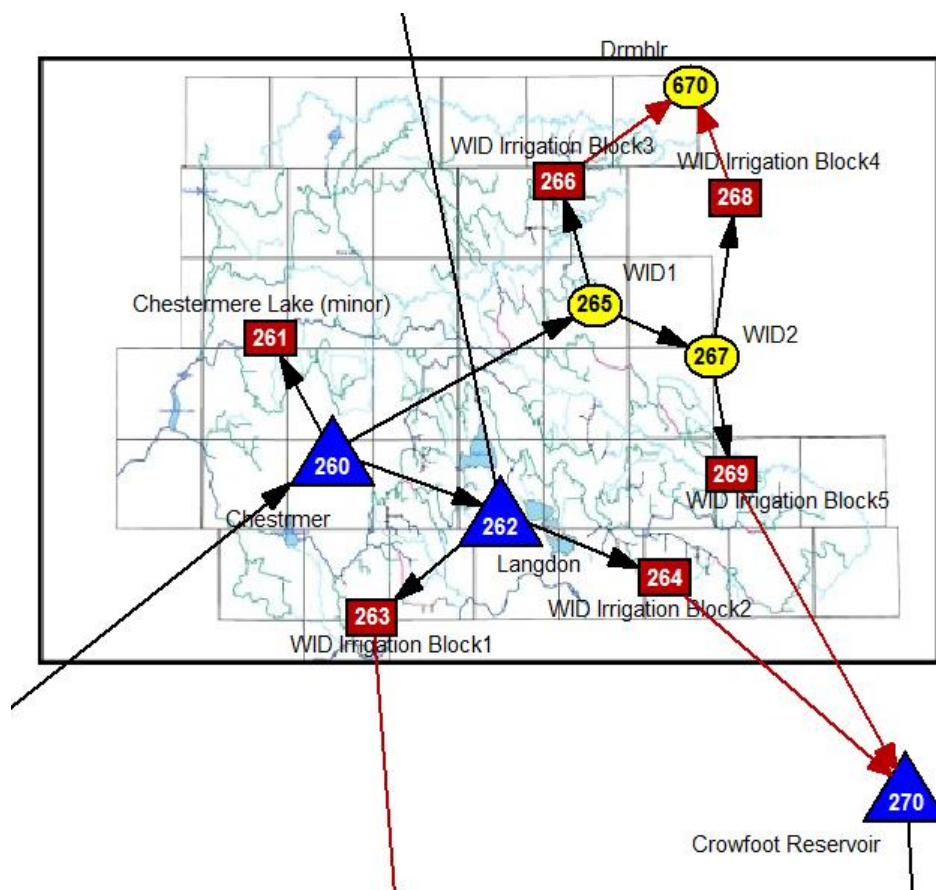 Drmhlr
670
WID Irrigation Block3
WID Irrigation Block4
266
268
WID1
265
Chestermere Lake (minor)
261
WID2
267
260
Chestrmer
269
WID Irrigation Block5
262
Langdon
264
WID Irrigation Block2
263
WID Irrigation Block1
270
Crowfoot Reservoir